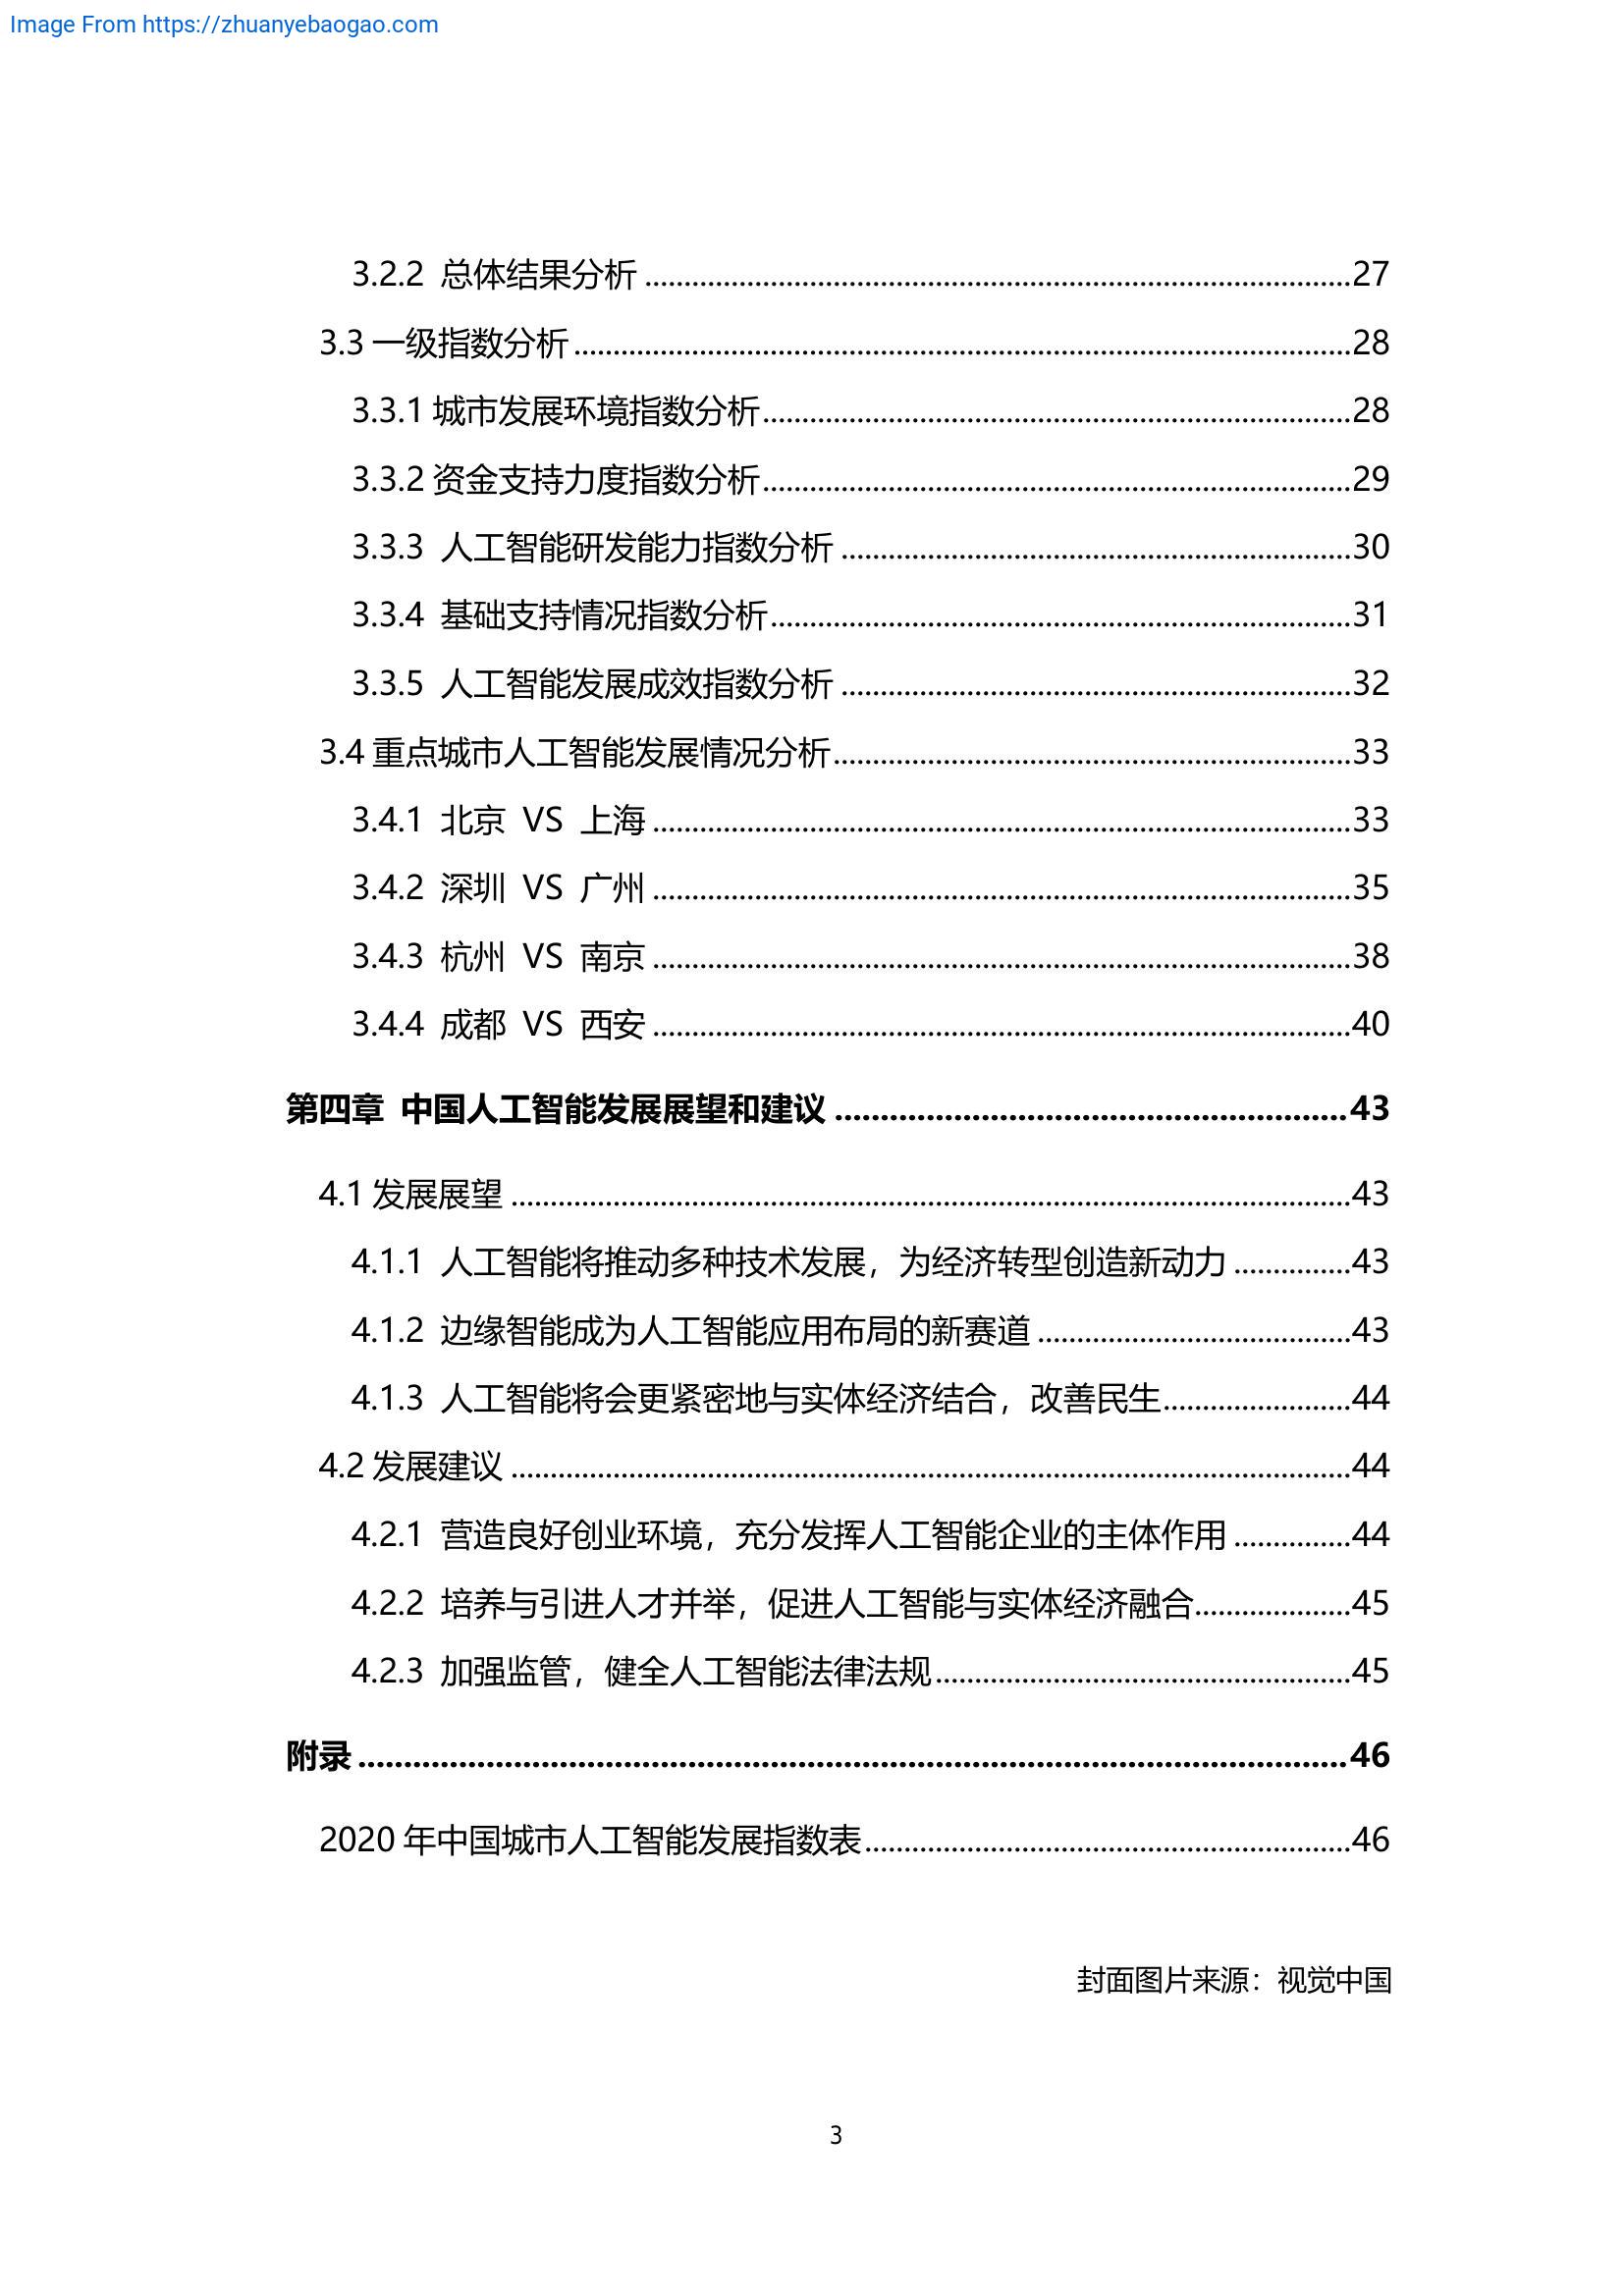 Image From https://zhuanyebaogao.com
3.2.2 总体结果分析 ........................................................................................27
3.3 一级指数分析 .................................................................................................28
3.3.1 城市发展环境指数分析 .........................................................................28
3.3.2 资金支持力度指数分析 .........................................................................29
3.3.3 人工智能研发能力指数分析 ................................................................30
3.3.4 基础支持情况指数分析 .........................................................................31
3.3.5 人工智能发展成效指数分析 ................................................................32
3.4 重点城市人工智能发展情况分析 .................................................................33
3.4.1 北京 VS 上海 .......................................................................................33
3.4.2 深圳 VS 广州 .......................................................................................35
3.4.3 杭州 VS 南京 .......................................................................................38
3.4.4 成都 VS 西安 .......................................................................................40
第四章 中国人工智能发展展望和建议 .......................................................43
4.1 发展展望 .........................................................................................................43
4.1.1 人工智能将推动多种技术发展，为经济转型创造新动力 ...............43
4.1.2 边缘智能成为人工智能应用布局的新赛道 ........................................43
4.1.3 人工智能将会更紧密地与实体经济结合，改善民生 ........................44
4.2 发展建议 .........................................................................................................44
4.2.1 营造良好创业环境，充分发挥人工智能企业的主体作用 ...............44
4.2.2 培养与引进人才并举，促进人工智能与实体经济融合 ....................45
4.2.3 加强监管，健全人工智能法律法规 .....................................................45
附录 .........................................................................................................46
2020 年中国城市人工智能发展指数表 ..............................................................46
封面图片来源：视觉中国
3